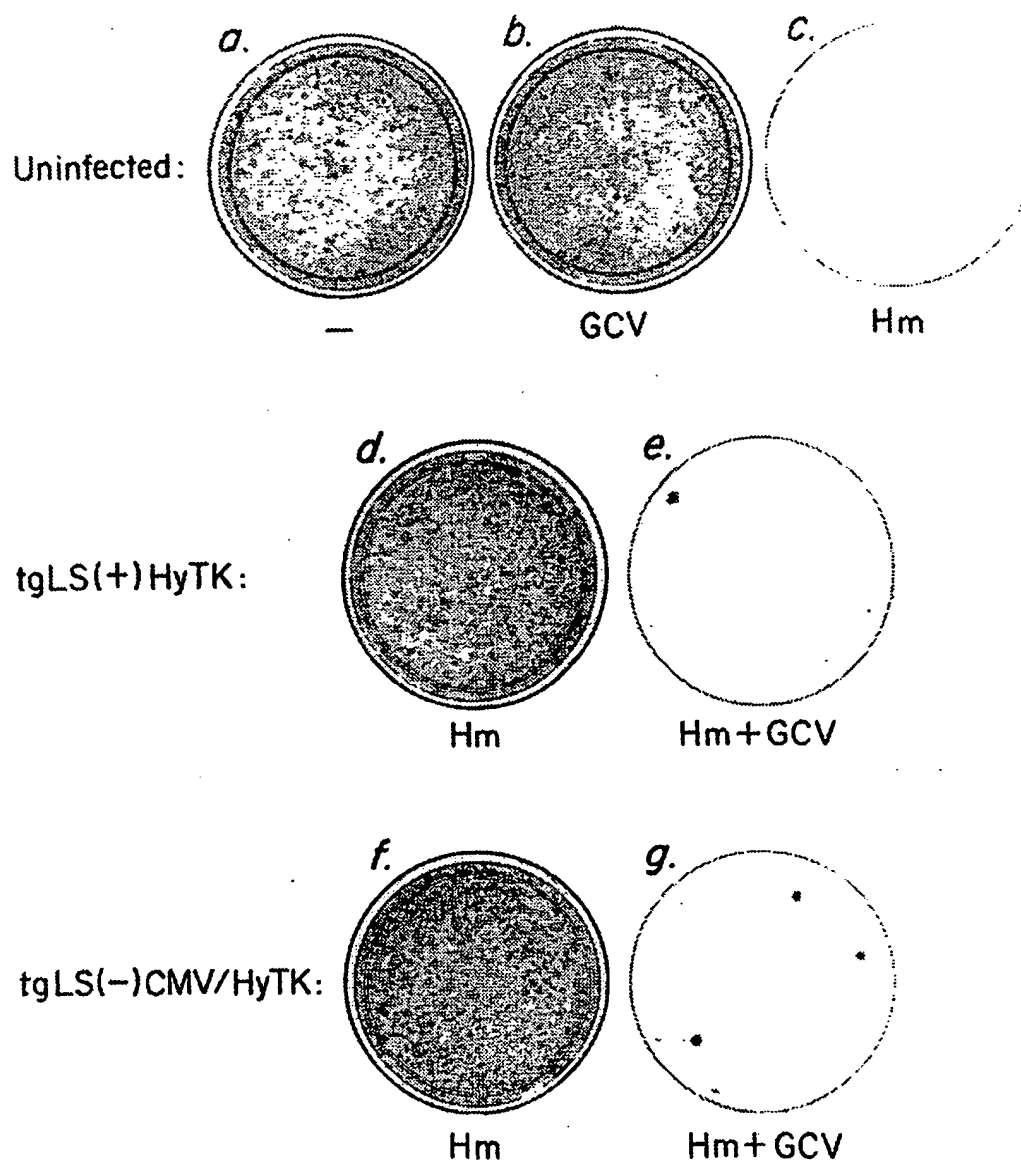 a. b. c.
Uninfected:
— GCV Hm
d. e.
tgLS(+)HyTK:
Hm Hm+GCV
f. g.
tgLS(−)CMV/HyTK:
Hm Hm+GCV